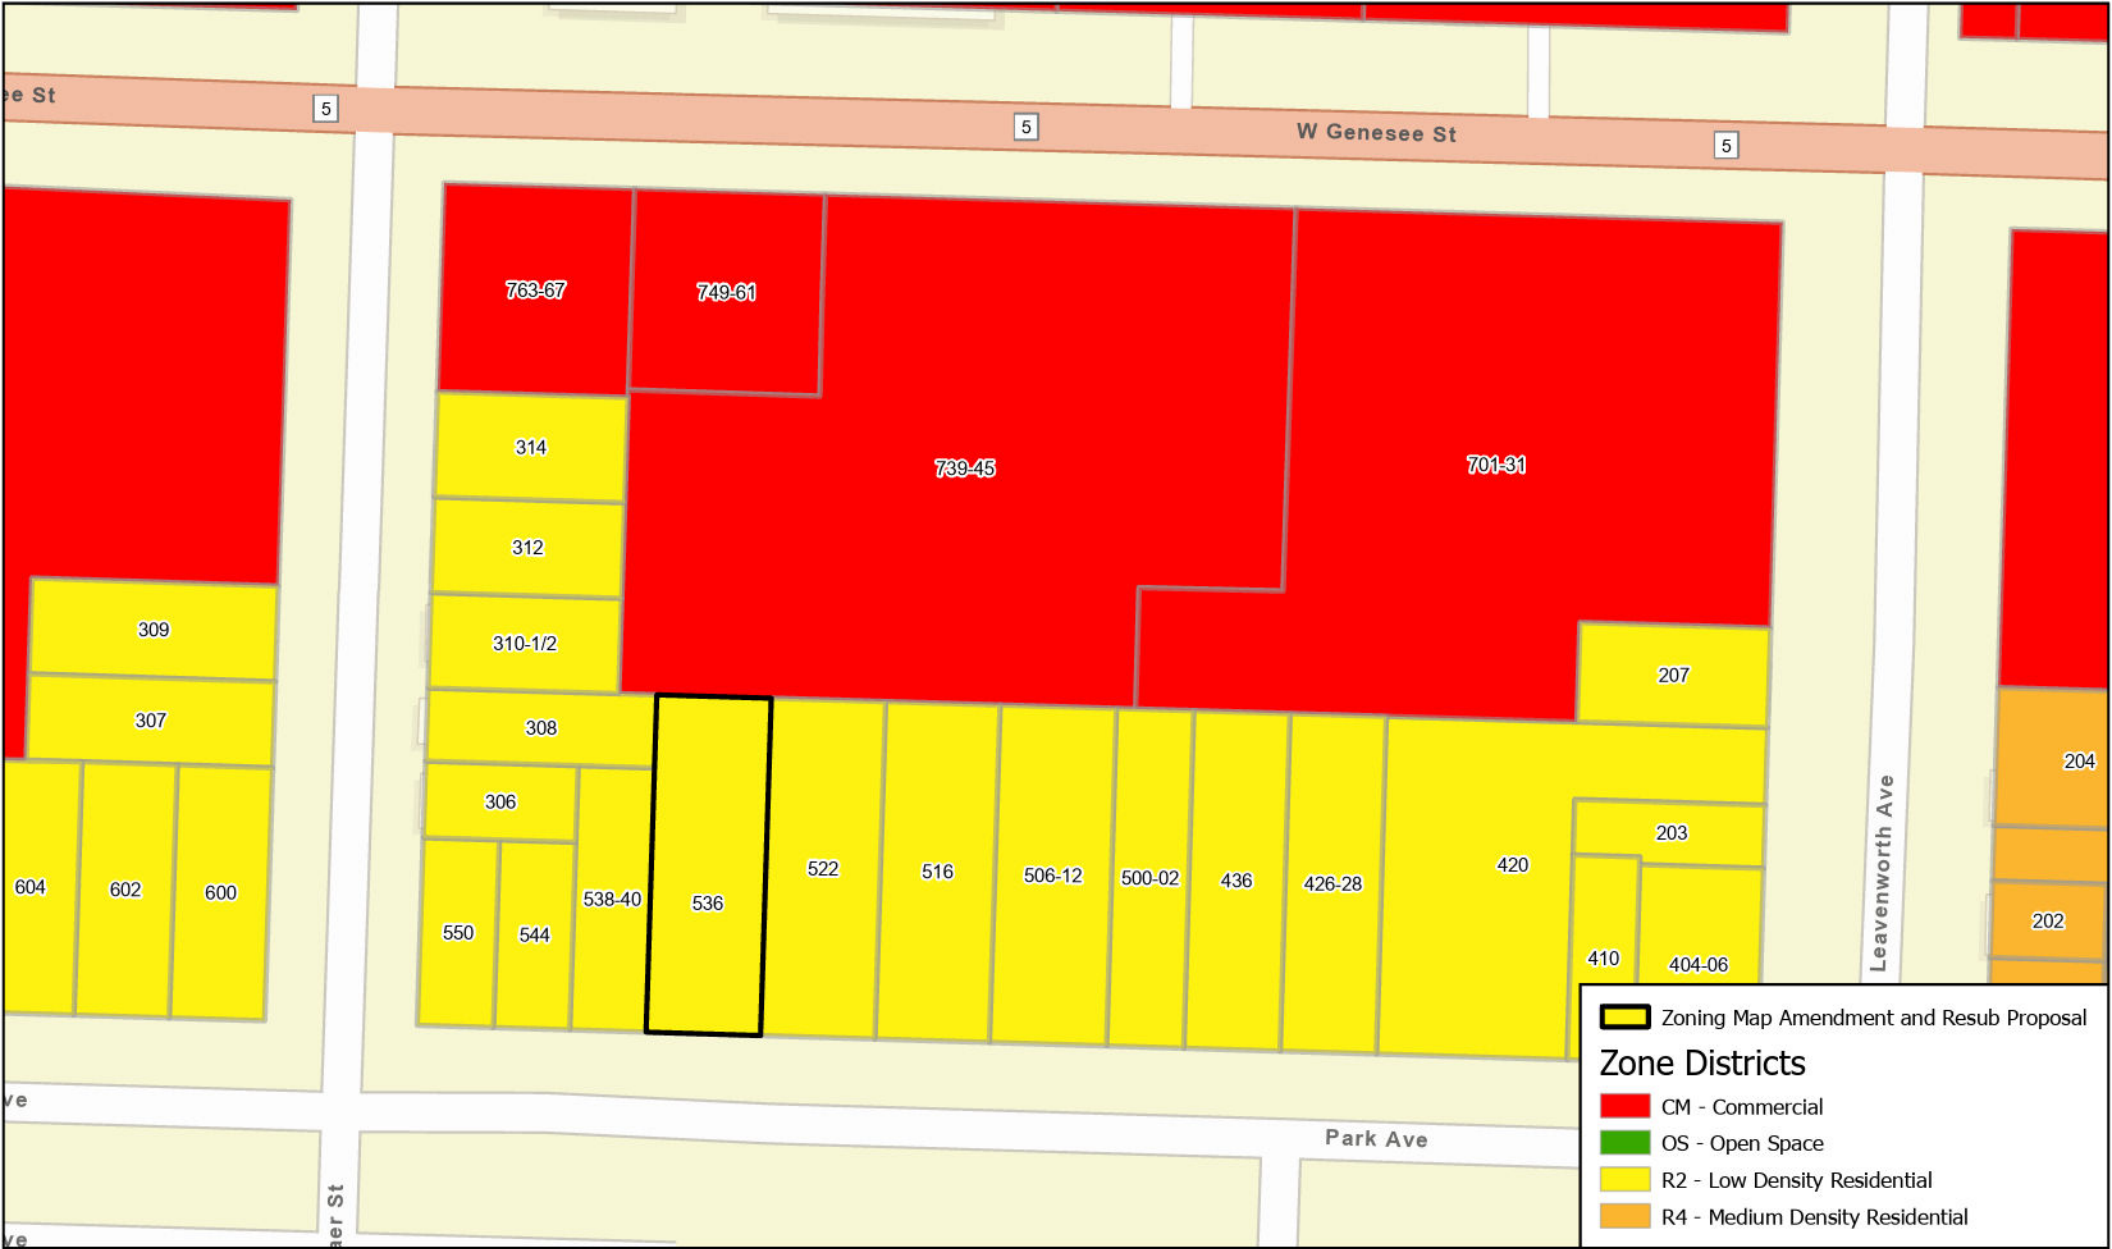 ee St
5
5
W Genesee St
5
763-67
749-61
314
739-45
701-31
312
309
310-1/2
207
307
308
204
306
203
604
602
600
538-40
536
522
516
506-12
500-02
436
426-28
420
Leavenworth Ave
202
550
544
410
404-06
Zoning Map Amendment and Resub Proposal
Zone Districts
CM - Commercial
OS - Open Space
R2 - Low Density Residential
R4 - Medium Density Residential
ve
Park Ave
aer St
ve